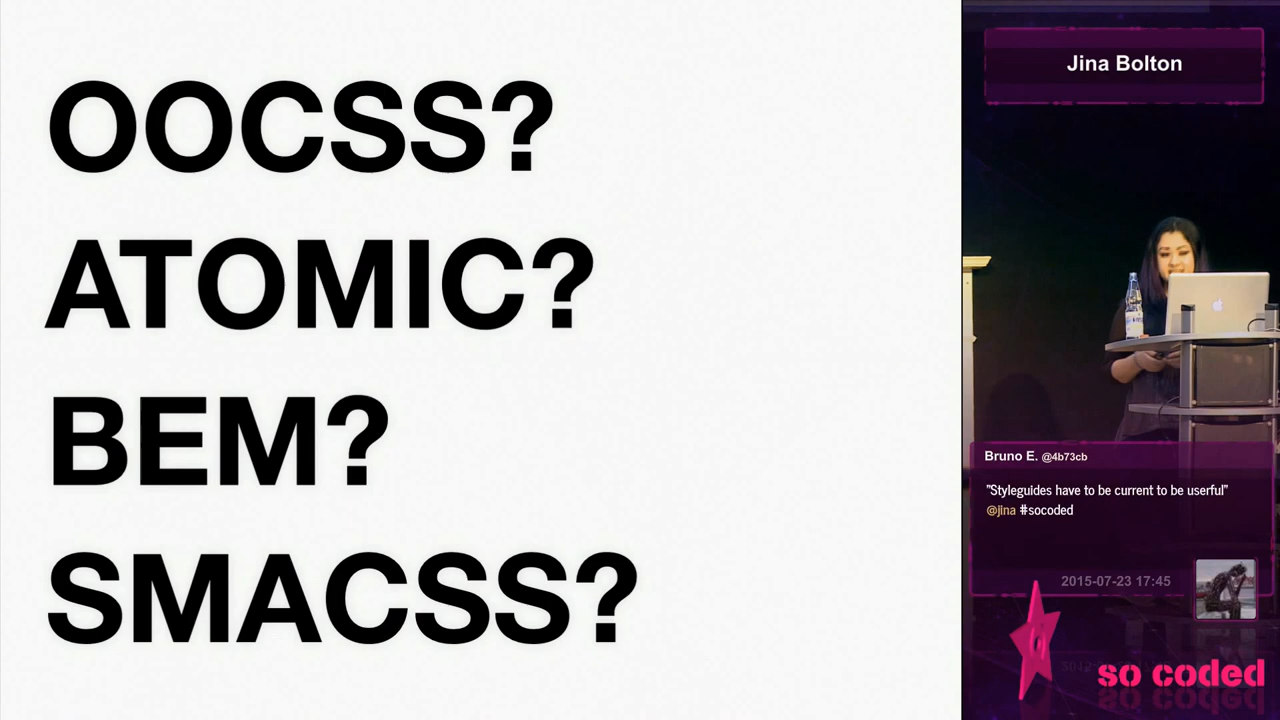 OOCSS?
ATOMIC?
BEM?
SMACSS?
Jina Bolton
Bruno E. @4b73cb
"Styleguides have to be current to be userful"
@jina #socoded
2015-07-23 17:45
so coded